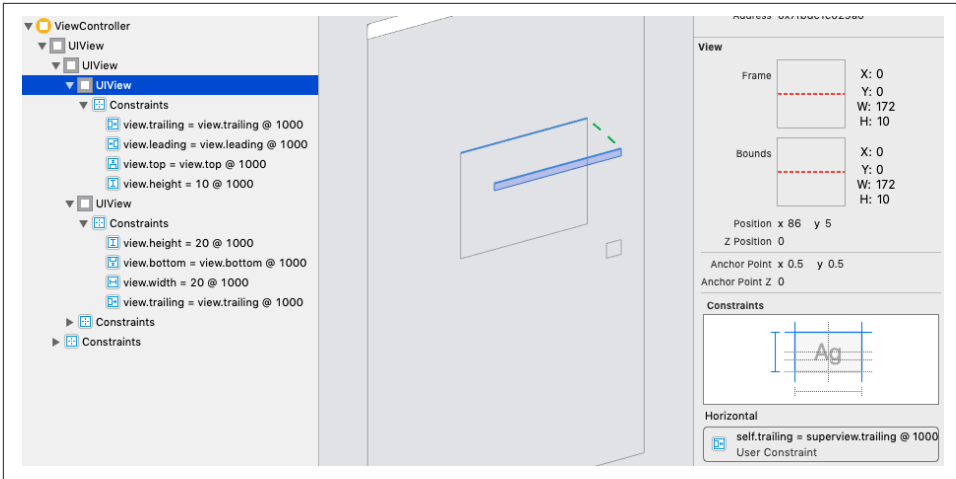 ViewController
UIView
UIView
UIView
Constraints
view.trailing = view.trailing @ 1000
view.leading = view.leading @ 1000
view.top = view.top @ 1000
view.height = 10 @ 1000
UIView
Constraints
view.height = 20 @ 1000
view.bottom = view.bottom @ 1000
view.width = 20 @ 1000
view.trailing = view.trailing @ 1000
Constraints
Constraints
Address
View
Frame
X: 0
Y: 0
W: 172
H: 10
Bounds
X: 0
Y: 0
W: 172
H: 10
Position x 86 y 5
Z Position 0
Anchor Point x 0.5 y 0.5
Anchor Point Z 0
Constraints
Ag
Horizontal
self.trailing = superview.trailing @ 1000
User Constraint